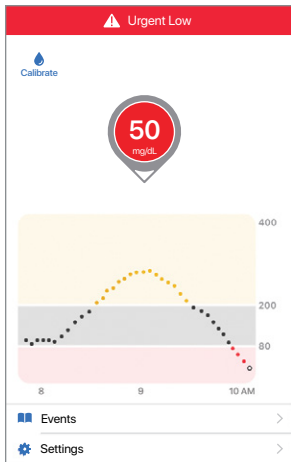 Urgent Low
Calibrate
50
mg/dL
400
200
80
8 9 10 AM
Events
Settings